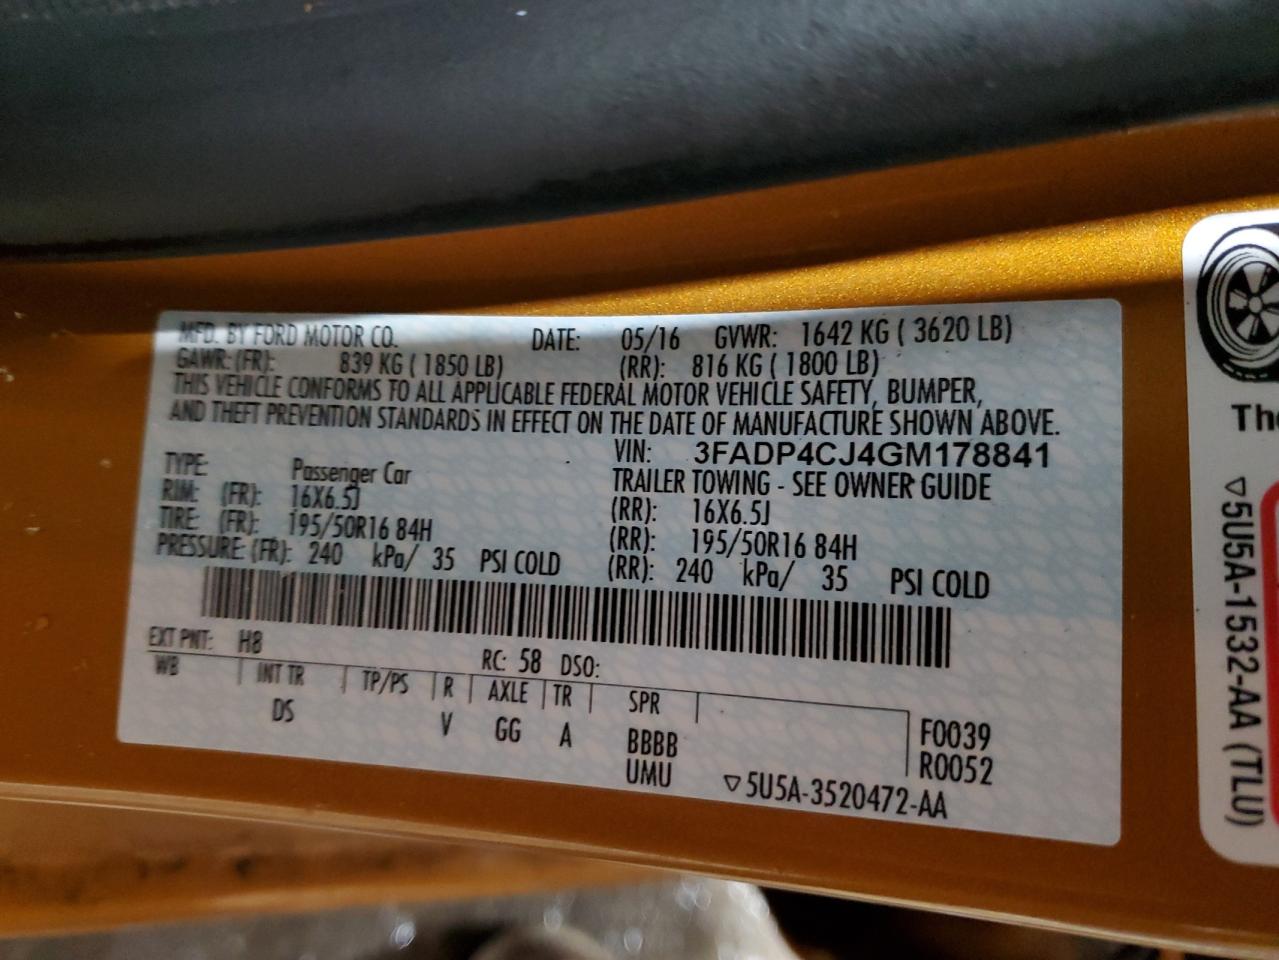 MFD. BY FORD MOTOR CO. DATE: 05/16 GVWR: 1642 KG ( 3620 LB)
GAWR: (FR): 839 KG ( 1850 LB) (RR): 816 KG ( 1800 LB)
THIS VEHICLE CONFORMS TO ALL APPLICABLE FEDERAL MOTOR VEHICLE SAFETY, BUMPER,
AND THEFT PREVENTION STANDARDS IN EFFECT ON THE DATE OF MANUFACTURE SHOWN ABOVE.
VIN: 3FADP4CJ4GM178841
TYPE: Passenger Car TRAILER TOWING - SEE OWNER GUIDE
RIM: (FR): 16X6.5J (RR): 16X6.5J
TIRE: (FR): 195/50R16 84H (RR): 195/50R16 84H
PRESSURE: (FR): 240 kPa/ 35 PSI COLD (RR): 240 kPa/ 35 PSI COLD
EXT PNT: H8 RC: 58 DSO:
WB INT TR TP/PS R AXLE TR SPR
DS V GG A BBBB F0039
UMU R0052
▽5U5A-3520472-AA
▽5U5A-1532-AA (TLU)